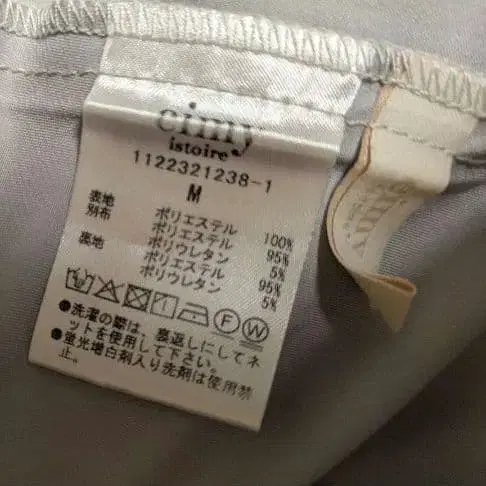 cimy
istoire
1122321238-1
M
表地 ポリエステル 100%
別布 ポリエステル 95%
ポリウレタン 5%
裏地 ポリエステル 95%
ポリウレタン 5%
F W
●洗濯の際は、裏返しにしてネ
ットを使用して下さい。
●蛍光増白剤入り洗剤は使用禁
止。